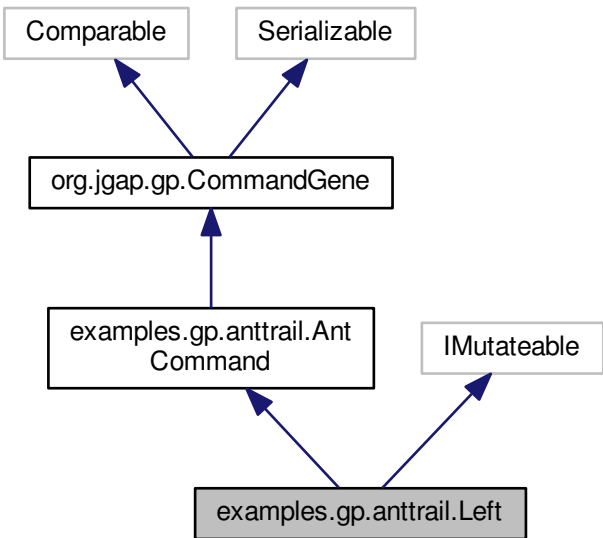 Comparable
Serializable
org.jgap.gp.CommandGene
examples.gp.anttrail.Ant
Command
IMutateable
examples.gp.anttrail.Left